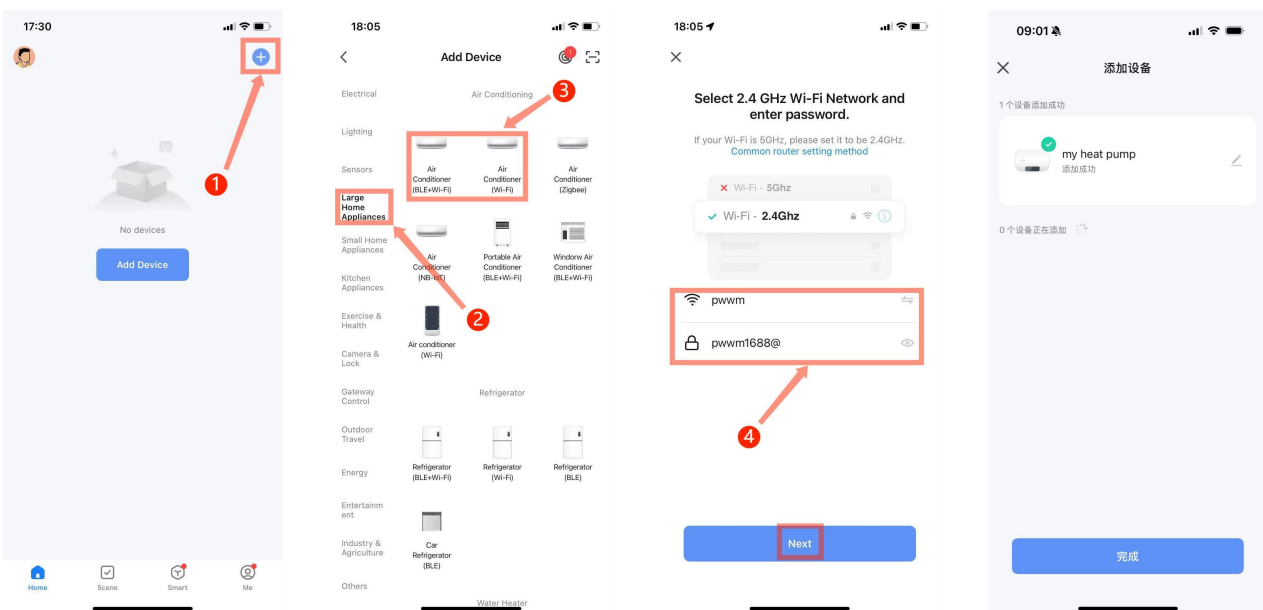 17:30
1
No devices
Add Device
Home
Scene
Smart
Me
18:05
Add Device
1
Electrical
Lighting
Sensors
Large
Home
Appliances
Small Home
Appliances
Kitchen
Appliances
Exercise &
Health
Camera &
Lock
Gateway
Control
Outdoor
Travel
Energy
Entertainm
ent
Industry &
Agriculture
Others
Air Conditioning
3
Air
Conditioner
(BLE+Wi-Fi)
Air
Conditioner
(Wi-Fi)
Air
Conditioner
(Zigbee)
Air
Conditioner
(NB-IoT)
Portable Air
Conditioner
(BLE+Wi-Fi)
Windorw Air
Conditioner
(BLE+Wi-Fi)
2
Air conditioner
(Wi-Fi)
Refrigerator
Refrigerator
(BLE+Wi-Fi)
Refrigerator
(Wi-Fi)
Refrigerator
(BLE)
Car
Refrigerator
(BLE)
Water Heater
18:05
Select 2.4 GHz Wi-Fi Network and
enter password.
If your Wi-Fi is 5GHz, please set it to be 2.4GHz.
Common router setting method
Wi-Fi - 5Ghz
Wi-Fi - 2.4Ghz
pwwm
pwwm1688@
4
Next
09:01
添加设备
1个设备添加成功
my heat pump
添加成功
0个设备正在添加
完成